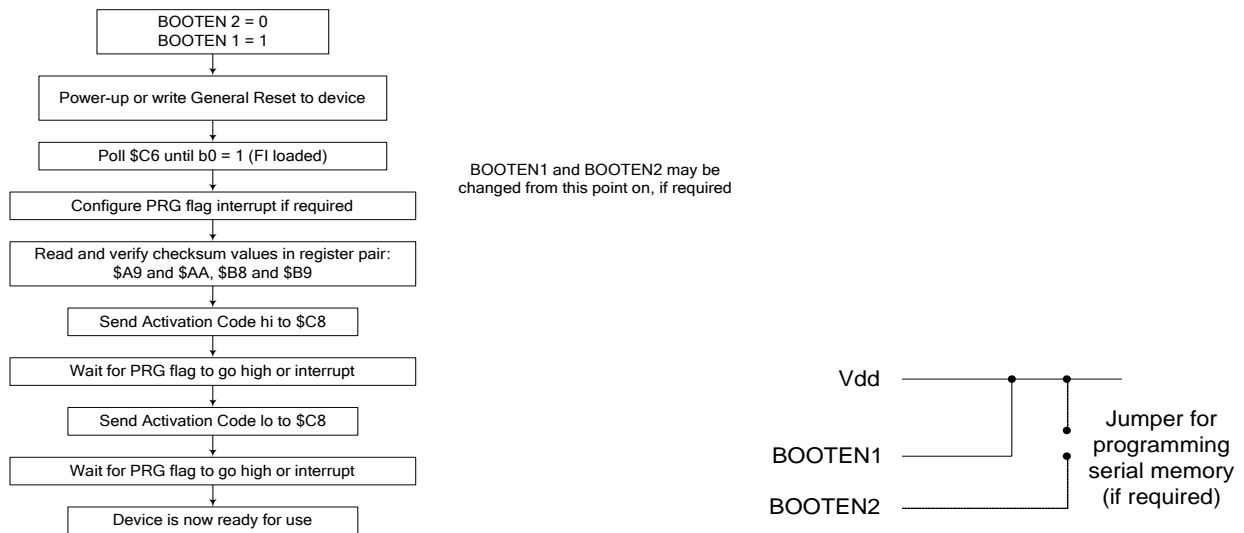 BOOTEN 2 = 0
BOOTEN 1 = 1
Power-up or write General Reset to device
Poll $C6 until b0 = 1 (FI loaded)
BOOTEN1 and BOOTEN2 may be
changed from this point on, if required
Configure PRG flag interrupt if required
Read and verify checksum values in register pair:
$A9 and $AA, $B8 and $B9
Send Activation Code hi to $C8
Wait for PRG flag to go high or interrupt
Send Activation Code lo to $C8
Wait for PRG flag to go high or interrupt
Device is now ready for use
Vdd
BOOTEN1
BOOTEN2
Jumper for
programming
serial memory
(if required)